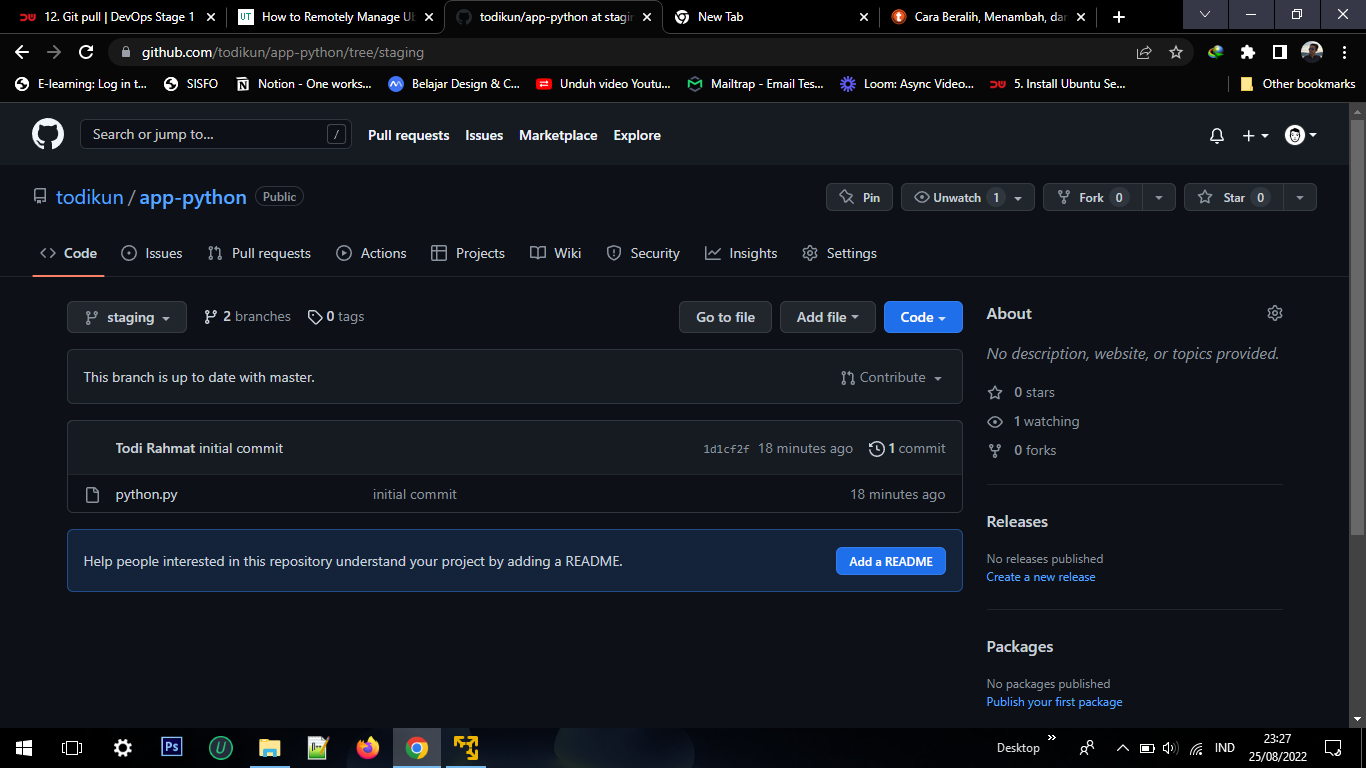 12. Git pull | DevOps Stage 1
UT How to Remotely Manage
todikun/app-python at stagin
New Tab
Cara Beralih, Menambah, da
github.com/todikun/app-python/tree/staging
E-learning: Log in t...
SISFO
Notion - One works...
Belajar Design & C...
Unduh video Youtu...
Mailtrap - Email Tes...
Loom: Async Video...
5. Install Ubuntu Se...
Other bookmarks
Search or jump to...
/
Pull requests
Issues
Marketplace
Explore
todikun / app-python
Public
Pin
Unwatch 1
Fork 0
Star 0
Code
Issues
Pull requests
Actions
Projects
Wiki
Security
Insights
Settings
staging
2 branches
0 tags
Go to file
Add file
Code
This branch is up to date with master.
Contribute
Todi Rahmat initial commit
1d1cf2f 18 minutes ago
1 commit
python.py
initial commit
18 minutes ago
Help people interested in this repository understand your project by adding a README.
Add a README
About
No description, website, or topics provided.
0 stars
1 watching
0 forks
Releases
No releases published
Create a new release
Packages
No packages published
Publish your first package
Ps
U
Desktop
IND
23:27
25/08/2022